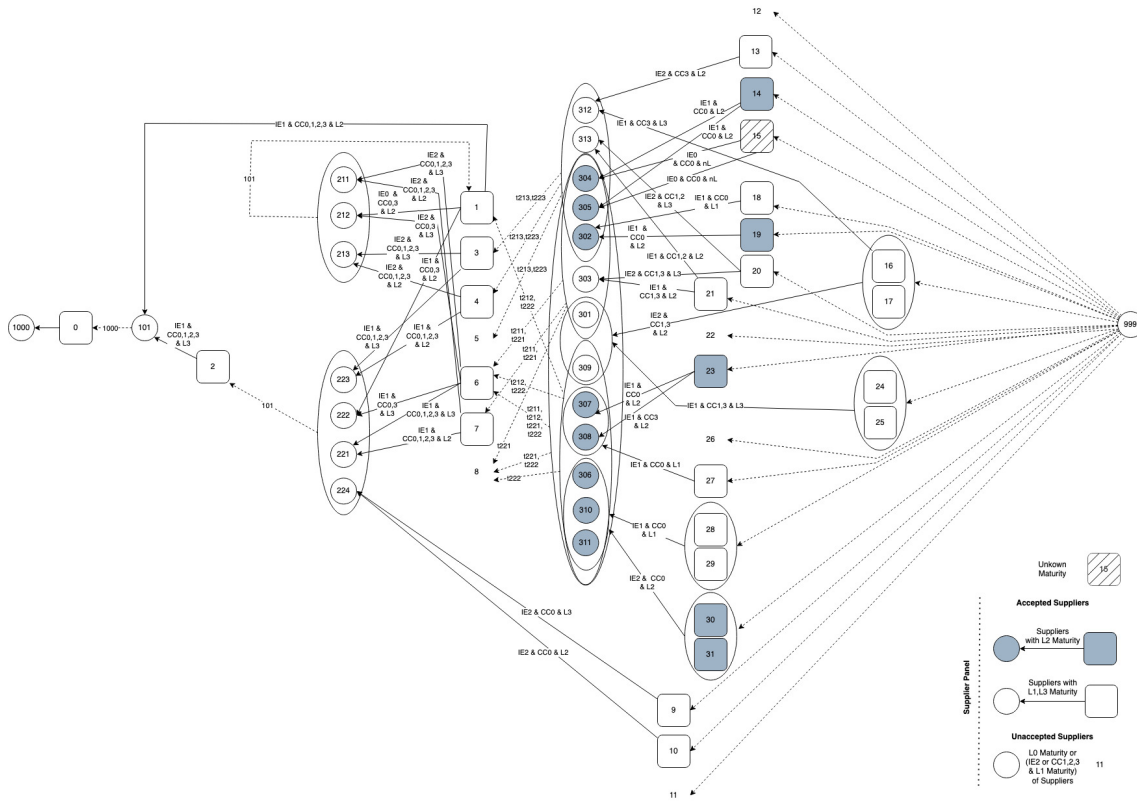 12
13
IE2 & CC3 & L2
14
IE1 &
CC0 & L2
312
IE1 & CC3 & L3
IE1 & CC0,1,2,3 & L2
IE1 &
CC0 & L2
15
313
IE0
& CC0 & nL
304
IE0 & CC0 & nL
211
IE2 &
CC0,1,2,3
& L3
101
IE2 &
CC0,1,2,3
& L2
t213,t223
305
IE2 & CC1,2
& L3
IE1 & CC0
& L1
18
212
IE0 &
CC0,3
& L2
1
IE2 &
CC0,3
& L3
302
IE1 &
CC0
& L2
19
213
IE2 &
CC0,1,2,3
& L3
3
t213,t223
IE1 & CC1,2 & L2
16
IE2 &
CC0,1,2,3
& L2
IE1 &
CC0,3
& L2
303
IE2 & CC1,3 & L3
20
IE1 &
CC1,3 & L2
21
17
4
t212,
t222
301
1000
0
1000
101
IE1 &
CC0,1,2,3
& L3
IE2 &
CC1,3
& L2
999
IE1 &
CC0,1,2,3
& L3
IE1 &
CC0,1,2,3
& L2
5
t211,
t221
22
2
t211,
t221
309
23
223
6
t212,
t222
IE1 &
CC0
& L2
24
101
222
IE1 &
CC0,3
& L3
IE1 &
CC0,1,2,3 & L3
t211,
t212,
t221,
t222
307
IE1 & CC3
& L2
IE1 & CC1,3 & L3
25
7
308
26
221
IE1 &
CC0,1,2,3 & L2
t221
t221,
t222
IE1 & CC0 & L1
8
t222
306
27
224
310
IE1 & CC0
& L1
28
311
29
Unkown
Maturity
15
IE2 & CC0
& L2
Accepted Suppliers
IE2 & CC0 & L3
30
Suppliers
with L2 Maturity
IE2 & CC0 & L2
31
Supplier Panel
Suppliers with
L1,L3 Maturity
9
Unaccepted Suppliers
10
L0 Maturity or
(IE2 or CC1,2,3
& L1 Maturity)
of Suppliers
11
11